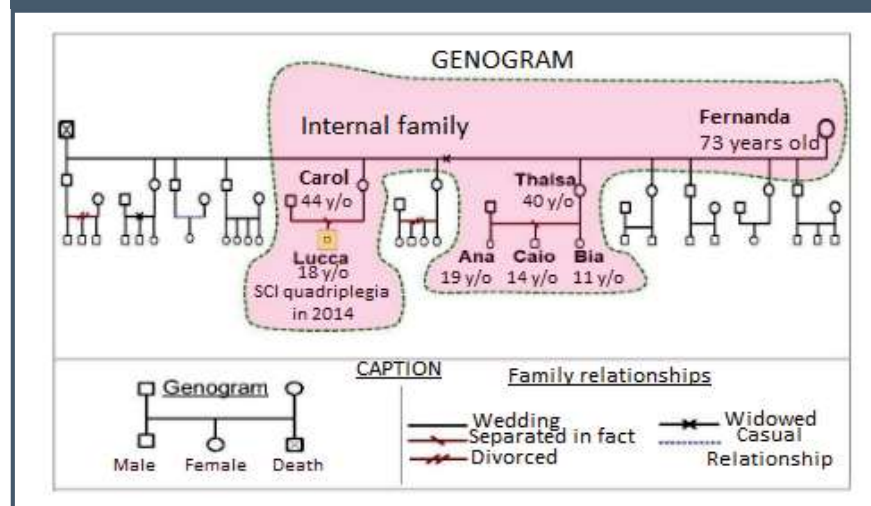 GENOGRAM
Internal family
Fernanda
73 years old
Carol
44 y/o
Thaisa
40 y/o
Lucca
18 y/o
SCI quadriplegia
in 2014
Ana Caio Bia
19 y/o 14 y/o 11 y/o
CAPTION
Genogram
Male Female Death
Family relationships
Wedding
Separated in fact
Divorced
Widowed
Casual
Relationship